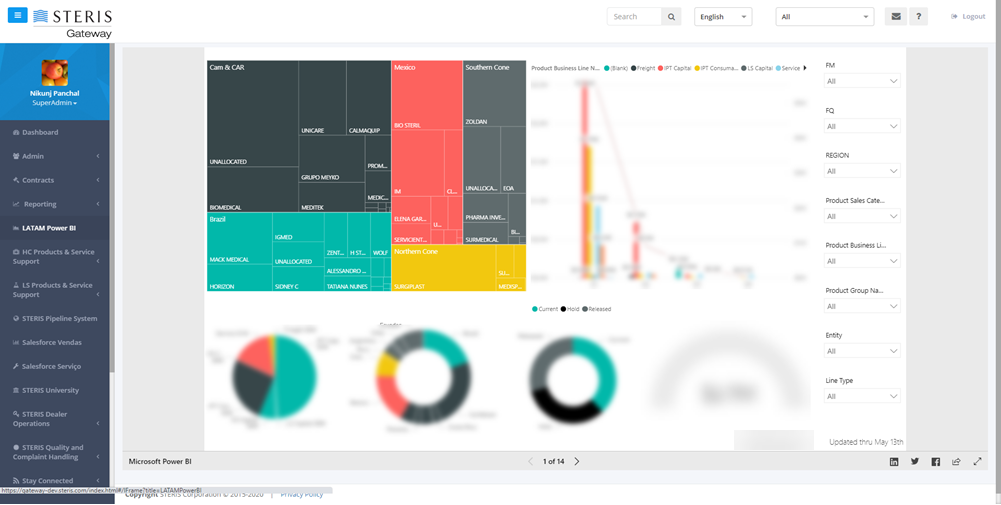 STERIS
Gateway
Search
English
All
?
Logout
Nikunj Panchal
SuperAdmin
Dashboard
Admin
Contracts
Reporting
LATAM Power BI
HC Products & Service
Support
LS Products & Service
Support
STERIS Pipeline System
Salesforce Vendas
Salesforce Serviço
STERIS University
STERIS Dealer
Operations
STERIS Quality and
Complaint Handling
Stay Connected
https://gateway-dev.steris.com/index.html#/IFrame?title=LATAMPowerBI
Cam & CAR
UNALLOCATED
BIOMEDICAL
UNICARE
CALMAQUIP
GRUPO MEYKO
PROM...
MEDITEK
MEDIC...
Mexico
BIO STERIL
IM
CI...
ELENA GAR...
U...
SERVICIENT...
Southern Cone
ZOLDAN
UNALLOCA...
EOA
PHARMA INVE...
BI...
SURMEDICAL
Brazil
MACK MEDICAL
HORIZON
IGMED
UNALLOCATED
SIDNEY C
ZENT...
H ST...
WOLF
ALESSANDRO ...
TATIANA NUNES
Northern Cone
SURGIPLAST
SU...
MEDISP...
Product Business Line N...
(Blank)
Freight
IPT Capital
IPT Consuma...
LS Capital
Service
Current
Hold
Released
FM
All
FQ
All
REGION
All
Product Sales Cate...
All
Product Business Li...
All
Product Group Na...
All
Entity
All
Line Type
All
Updated thru May 13th
Microsoft Power BI
1 of 14
Copyright STERIS Corporation © 2015-2020 | Privacy Policy